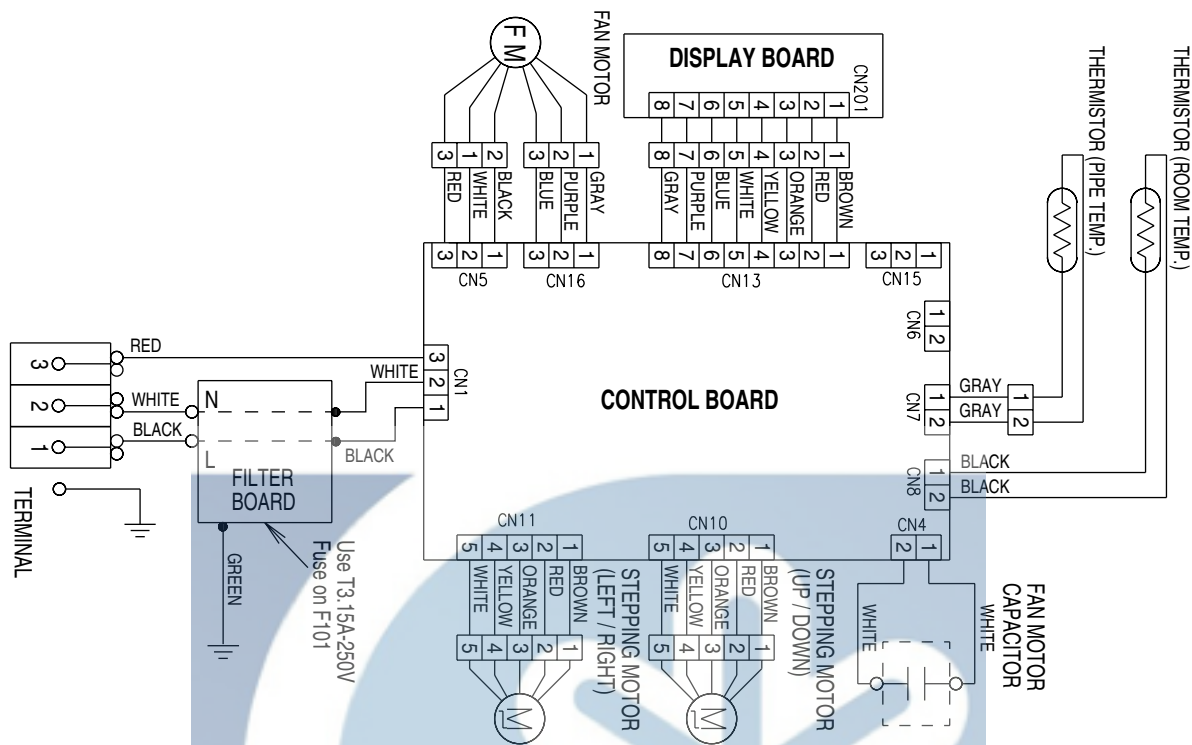 FAN MOTOR
FM
DISPLAY BOARD
CN201
8 7 6 5 4 3 2 1
THERMISTOR (PIPE TEMP.)
THERMISTOR (ROOM TEMP.)
3 1 2
3 2 1
8 7 6 5 4 3 2 1
RED
WHITE
BLACK
BLUE
PURPLE
GRAY
GRAY
PURPLE
BLUE
WHITE
YELLOW
ORANGE
RED
BROWN
3 2 1
3 2 1
8 7 6 5 4 3 2 1
3 2 1
CN5
CN16
CN13
CN15
1 2
CN6
3
2
1
RED
WHITE
BLACK
TERMINAL
N
L
FILTER
BOARD
WHITE
BLACK
3
2
1
CN1
CONTROL BOARD
1 2
CN7
GRAY
GRAY
1
2
1 2
CN8
BLACK
BLACK
GREEN
Use T3.15A-250V
Fuse on F101
CN11
5 4 3 2 1
WHITE
YELLOW
ORANGE
RED
BROWN
5 4 3 2 1
M
STEPPING MOTOR
(LEFT / RIGHT)
CN10
5 4 3 2 1
WHITE
YELLOW
ORANGE
RED
BROWN
5 4 3 2 1
M
STEPPING MOTOR
(UP / DOWN)
CN4
2 1
WHITE
WHITE
FAN MOTOR
CAPACITOR